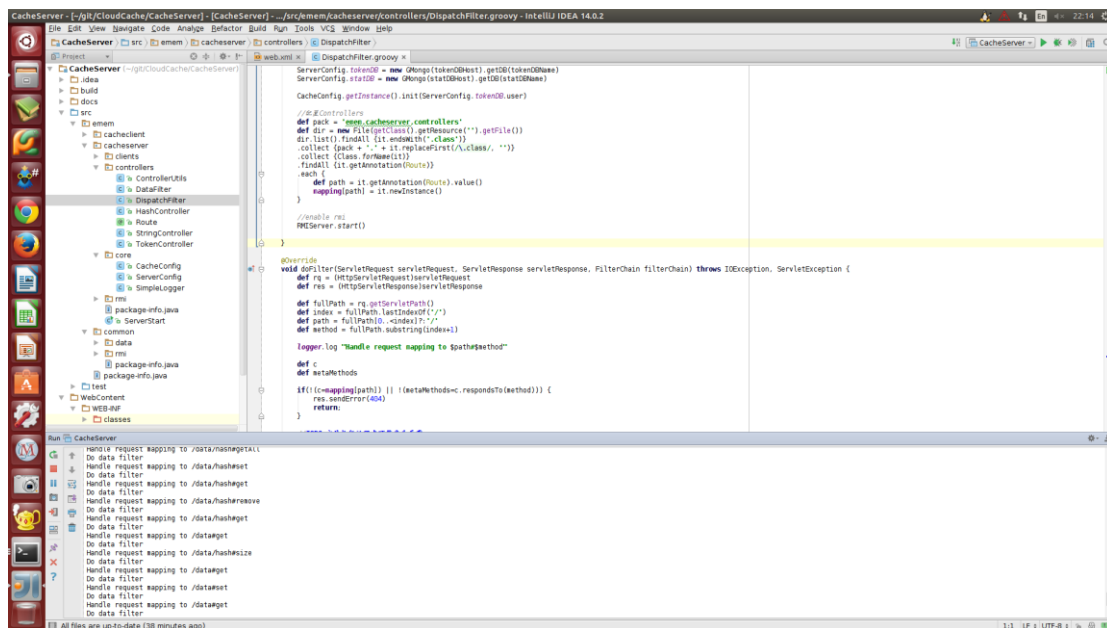 CacheServer - [~/git/CloudCache/CacheServer] - [CacheServer] - .../src/emem/cacheserver/controllers/DispatchFilter.groovy - IntelliJ IDEA 14.0.2
En
22:14
File Edit View Navigate Code Analyze Refactor Build Run Tools VCS Window Help
CacheServer src emem cacheserver controllers DispatchFilter
CacheServer
Project
web.xml × DispatchFilter.groovy ×
CacheServer (~/git/CloudCache/CacheServer)
.idea
build
docs
src
emem
cacheclient
cacheserver
clients
controllers
ControllerUtils
DataFilter
DispatchFilter
HashController
Route
StringController
TokenController
core
CacheConfig
ServerConfig
SimpleLogger
rmi
package-info.java
ServerStart
common
data
rmi
package-info.java
package-info.java
test
WebContent
WEB-INF
classes
ServerConfig.tokenDB = new GMongo(tokenDBHost).getDB(tokenDBName)
ServerConfig.statDB = new GMongo(statDBHost).getDB(statDBName)
CacheConfig.getInstance().init(ServerConfig.tokenDB.user)
Controllers
def pack = 'emem.cacheserver.controllers'
def dir = new File(getClass().getResource('').getFile())
dir.list().findAll {it.endsWith('.class')}
.collect {pack + "." + it.replaceFirst(/\.class/, '')}
.collect {Class.forName(it)}
.findAll {it.getAnnotation(Route)}
.each {
def path = it.getAnnotation(Route).value()
mapping[path] = it.newInstance()
}
//enable rmi
RMIServer.start()
}
@Override
void doFilter(ServletRequest servletRequest, ServletResponse servletResponse, FilterChain filterChain) throws IOException, ServletException {
def rq = (HttpServletRequest)servletRequest
def res = (HttpServletResponse)servletResponse
def fullPath = rq.getServletPath()
def index = fullPath.lastIndexOf('/')
def path = fullPath[0..<index]?:'/'
def method = fullPath.substring(index+1)
logger.log "Handle request mapping to $path#$method"
def c
def metaMethods
if(!(c=mapping[path]) || !(metaMethods=c.respondsTo(method))) {
res.sendError(404)
return;
}
Run CacheServer
Handle request mapping to /data/hash#getAll
Do data filter
Handle request mapping to /data/hash#set
Do data filter
Handle request mapping to /data/hash#get
Do data filter
Handle request mapping to /data/hash#remove
Do data filter
Handle request mapping to /data/hash#get
Do data filter
Handle request mapping to /data#get
Do data filter
Handle request mapping to /data/hash#size
Do data filter
Handle request mapping to /data#get
Do data filter
Handle request mapping to /data#set
Do data filter
Handle request mapping to /data#get
Do data filter
All files are up-to-date (38 minutes ago)
1:1 LF UTF-8